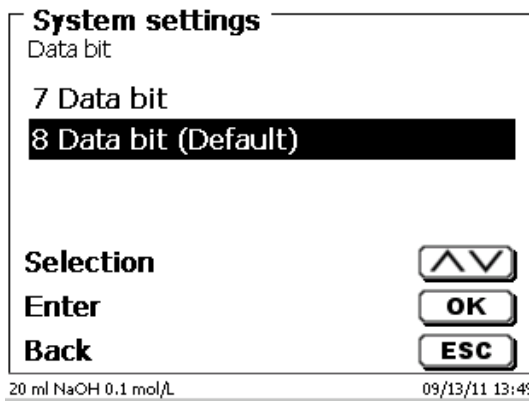 System settings
Data bit
7 Data bit
8 Data bit (Default)
Selection
Enter OK
Back ESC
20 ml NaOH 0.1 mol/L 09/13/11 13:49